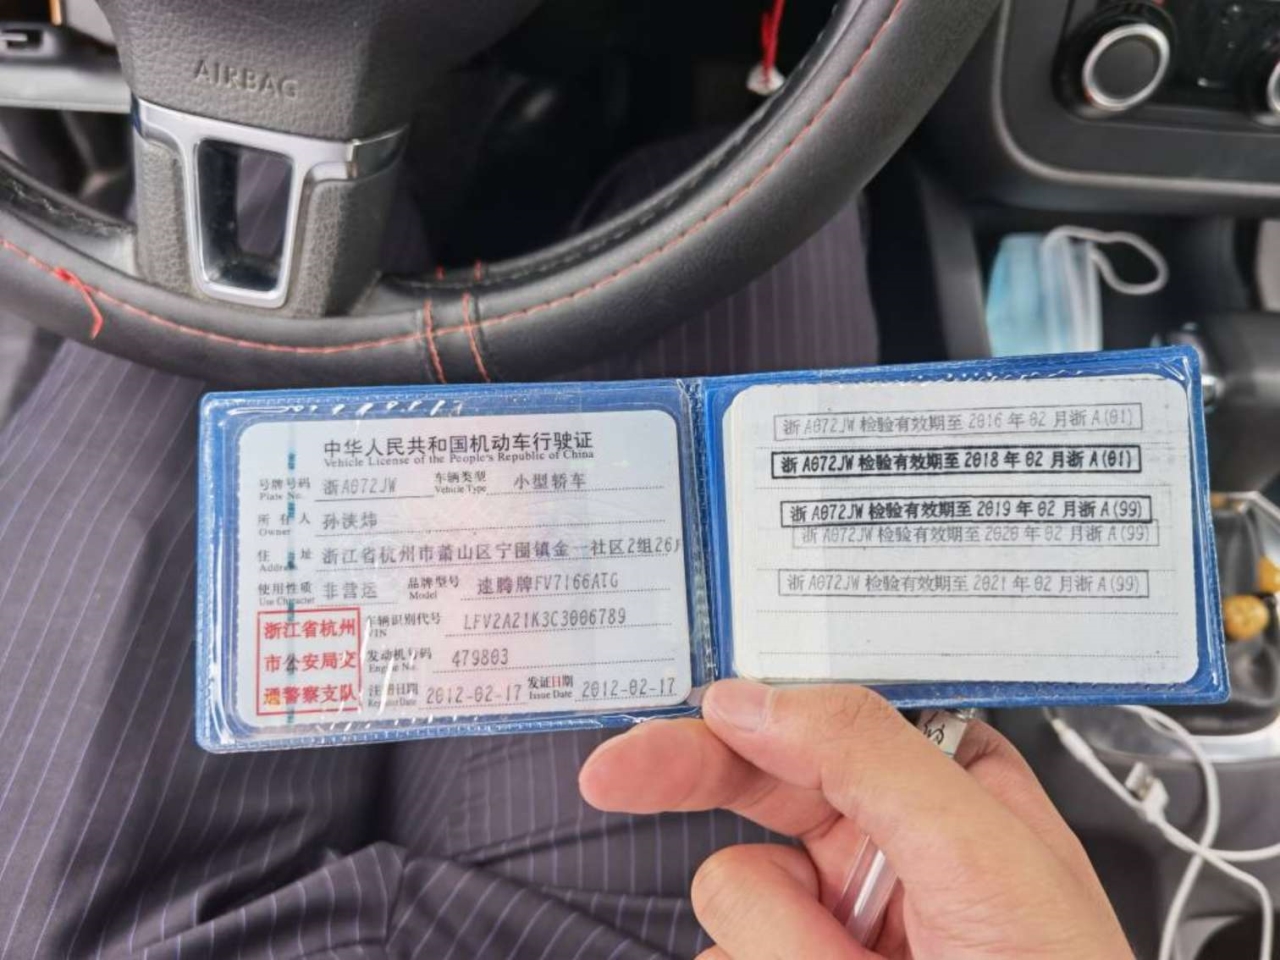 AIRBAG
中华人民共和国机动车行驶证
Vehicle License of the People's Republic of China
号牌号码 浙A072JW 车辆类型 小型轿车
Plate No. Vehicle Type
所有人 孙浃炜
Owner
住址 浙江省杭州市萧山区宁围镇金一社区2组26户
Address
使用性质 非营运 品牌型号 速腾牌FV7166ATG
Use Character Model
车辆识别代号 LFV2A21K3C3006789
VIN
发动机号码 479803
Engine No.
注册日期 2012-02-17 发证日期 2012-02-17
Register Date Issue Date
浙江省杭州
市公安局交
通警察支队
浙A072JW 检验有效期至 2016年02月浙A(01)
浙A072JW 检验有效期至 2018年02月浙A(01)
浙A072JW 检验有效期至 2019年02月浙A(99)
浙A072JW 检验有效期至 2020年02月浙A(99)
浙A072JW 检验有效期至 2021年02月浙A(99)